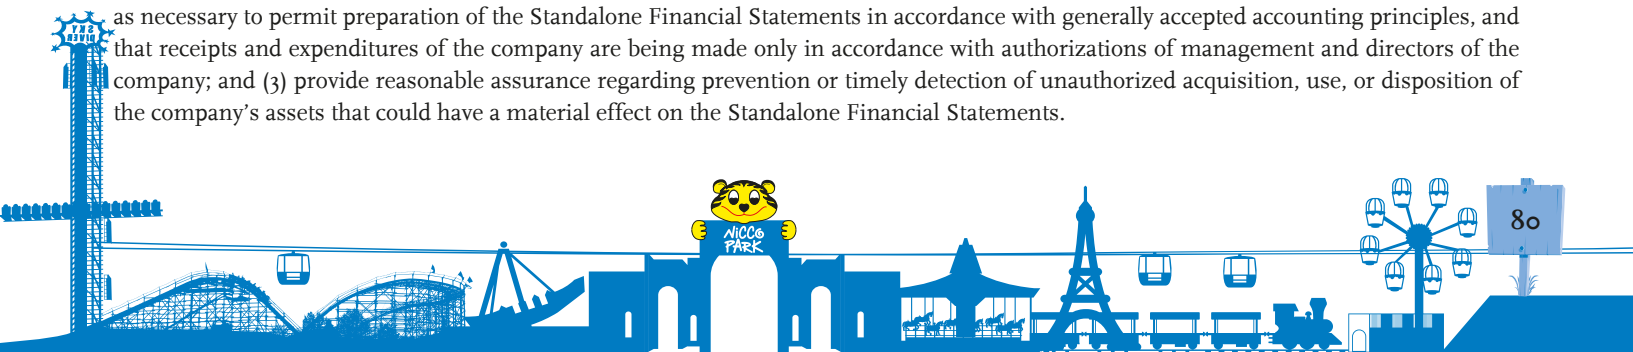 as necessary to permit preparation of the Standalone Financial Statements in accordance with generally accepted accounting principles, and
that receipts and expenditures of the company are being made only in accordance with authorizations of management and directors of the
company; and (3) provide reasonable assurance regarding prevention or timely detection of unauthorized acquisition, use, or disposition of
the company’s assets that could have a material effect on the Standalone Financial Statements.
SKY
DIVER
NICCO
PARK
80